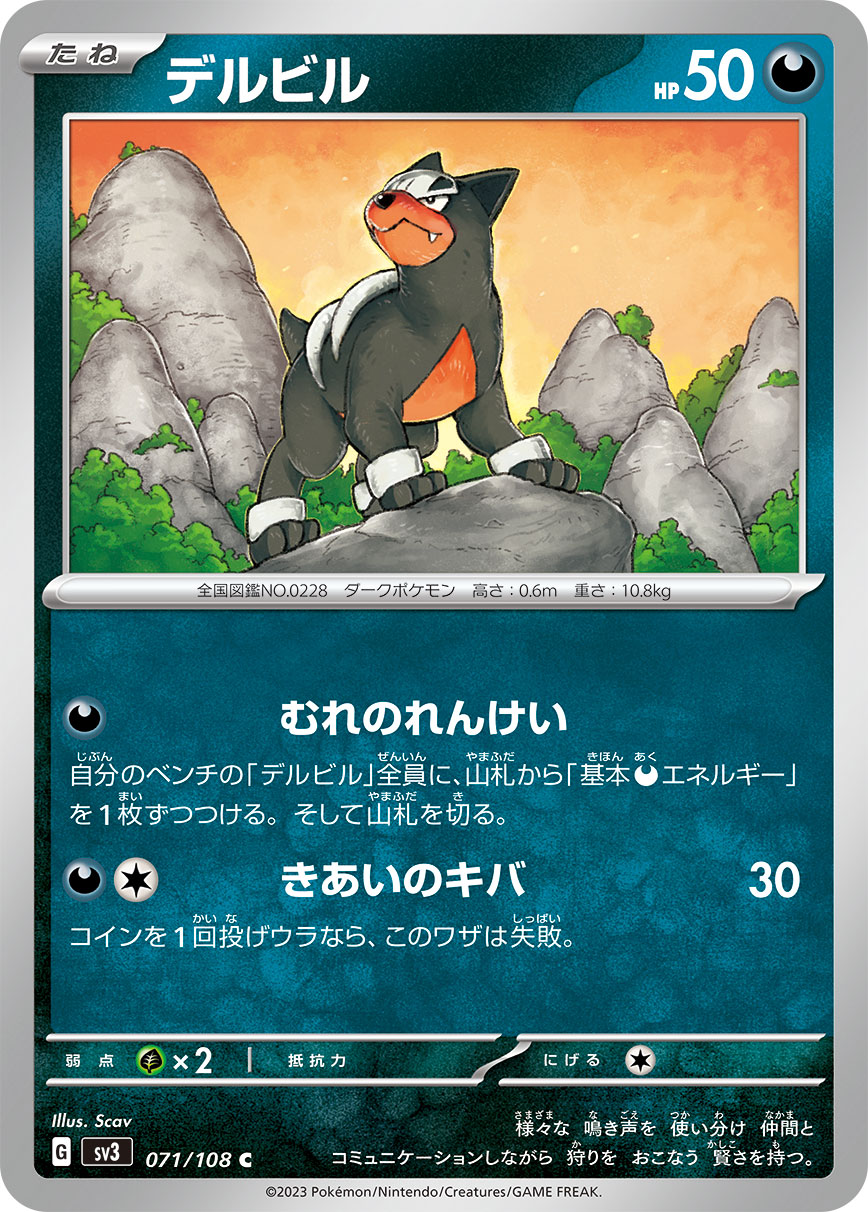 たね
デルビル
HP50
全国図鑑NO.0228 ダークポケモン 高さ：0.6m 重さ：10.8kg
むれのれんけい
自分のベンチの「デルビル」全員に、山札から「基本エネルギー」
を1枚ずつつける。そして山札を切る。
きあいのキバ 30
コインを1回投げウラなら、このワザは失敗。
弱点 ×2 抵抗力 にげる
Illus. Scav
様々な 鳴き声を 使い分け 仲間と
コミュニケーションしながら 狩りを おこなう 賢さを持つ。
G sv3 071/108 C
©2023 Pokémon/Nintendo/Creatures/GAME FREAK.